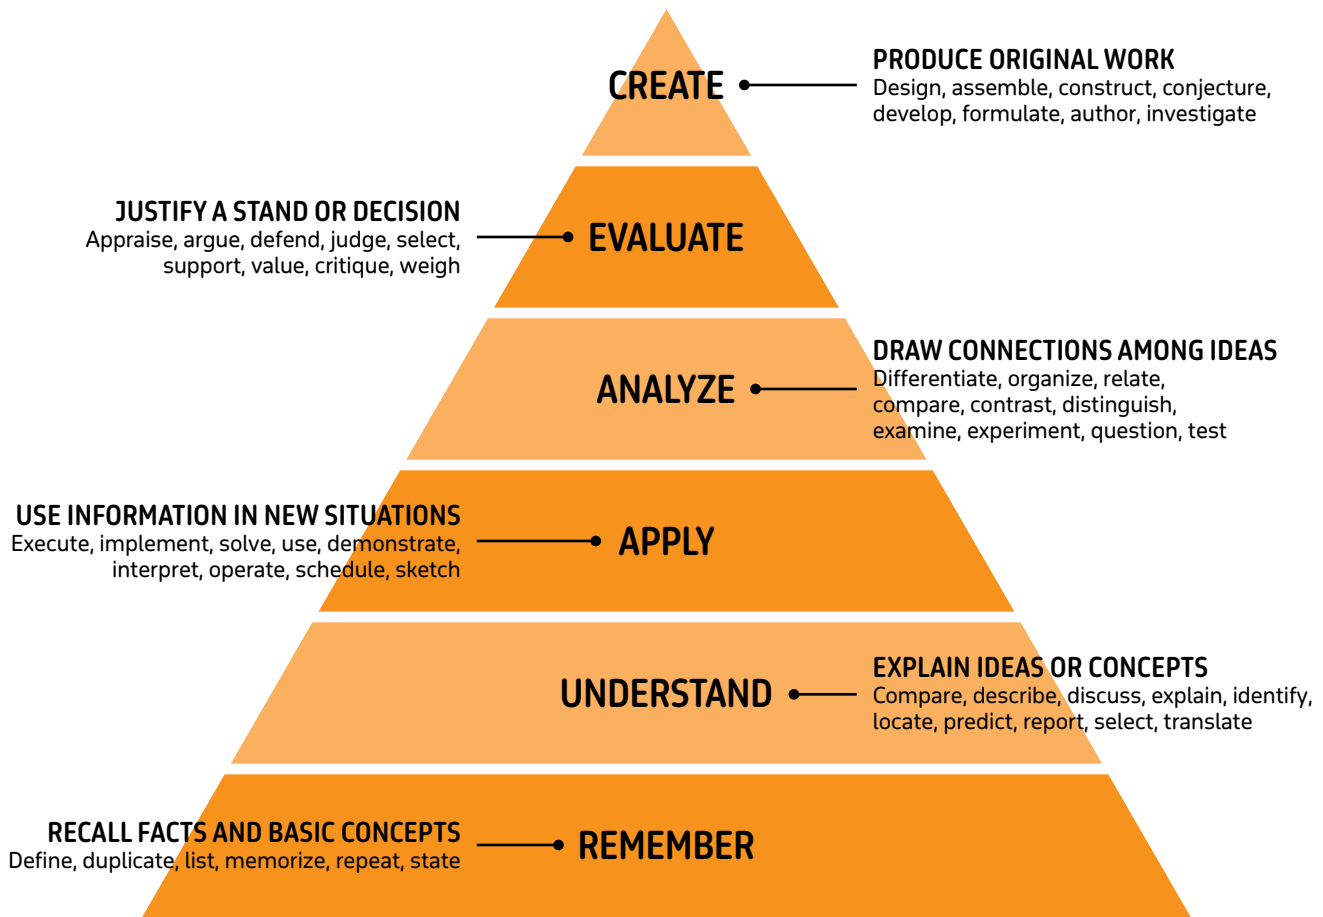 CREATE
PRODUCE ORIGINAL WORK
Design, assemble, construct, conjecture,
develop, formulate, author, investigate
JUSTIFY A STAND OR DECISION
Appraise, argue, defend, judge, select,
support, value, critique, weigh
EVALUATE
ANALYZE
DRAW CONNECTIONS AMONG IDEAS
Differentiate, organize, relate,
compare, contrast, distinguish,
examine, experiment, question, test
USE INFORMATION IN NEW SITUATIONS
Execute, implement, solve, use, demonstrate,
interpret, operate, schedule, sketch
APPLY
UNDERSTAND
EXPLAIN IDEAS OR CONCEPTS
Compare, describe, discuss, explain, identify,
locate, predict, report, select, translate
RECALL FACTS AND BASIC CONCEPTS
Define, duplicate, list, memorize, repeat, state
REMEMBER